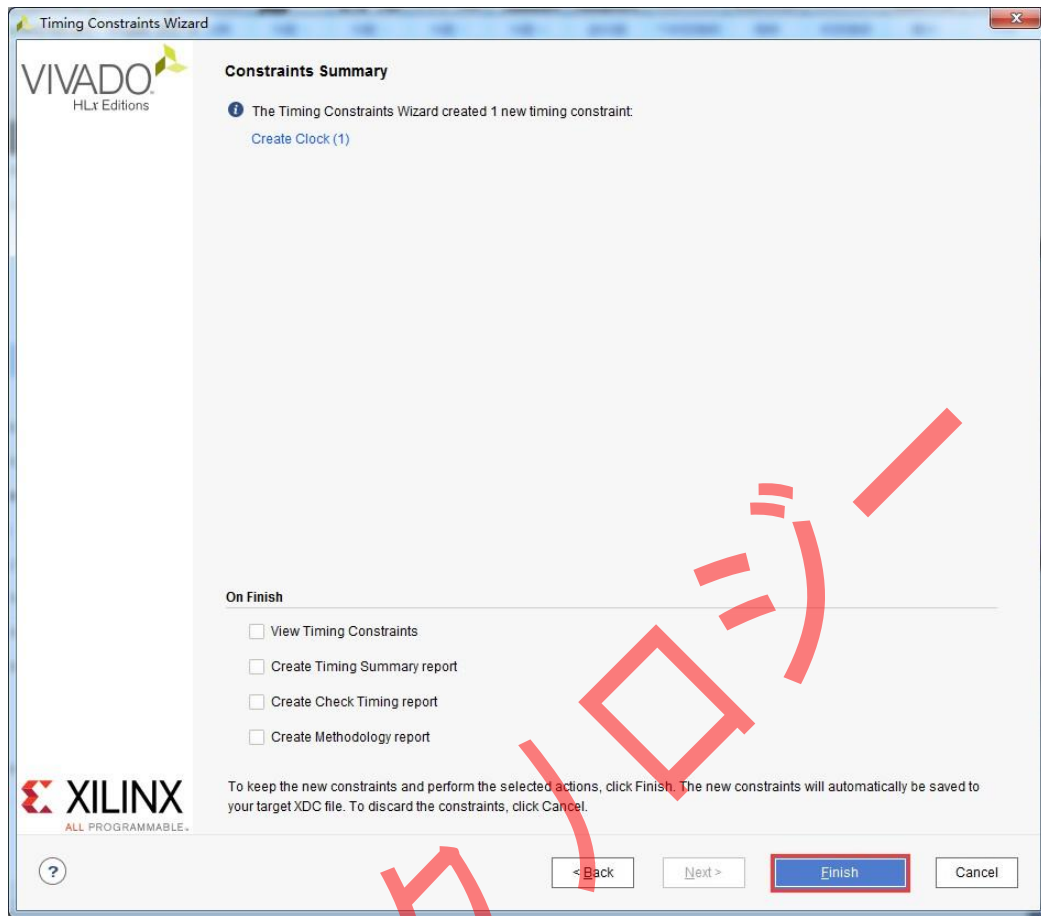 Timing Constraints Wizard
VIVADO
HLx Editions
Constraints Summary
The Timing Constraints Wizard created 1 new timing constraint:
Create Clock (1)
On Finish
View Timing Constraints
Create Timing Summary report
Create Check Timing report
Create Methodology report
To keep the new constraints and perform the selected actions, click Finish. The new constraints will automatically be saved to
your target XDC file. To discard the constraints, click Cancel.
XILINX
ALL PROGRAMMABLE.
?
< Back
Next >
Finish
Cancel
ロジー